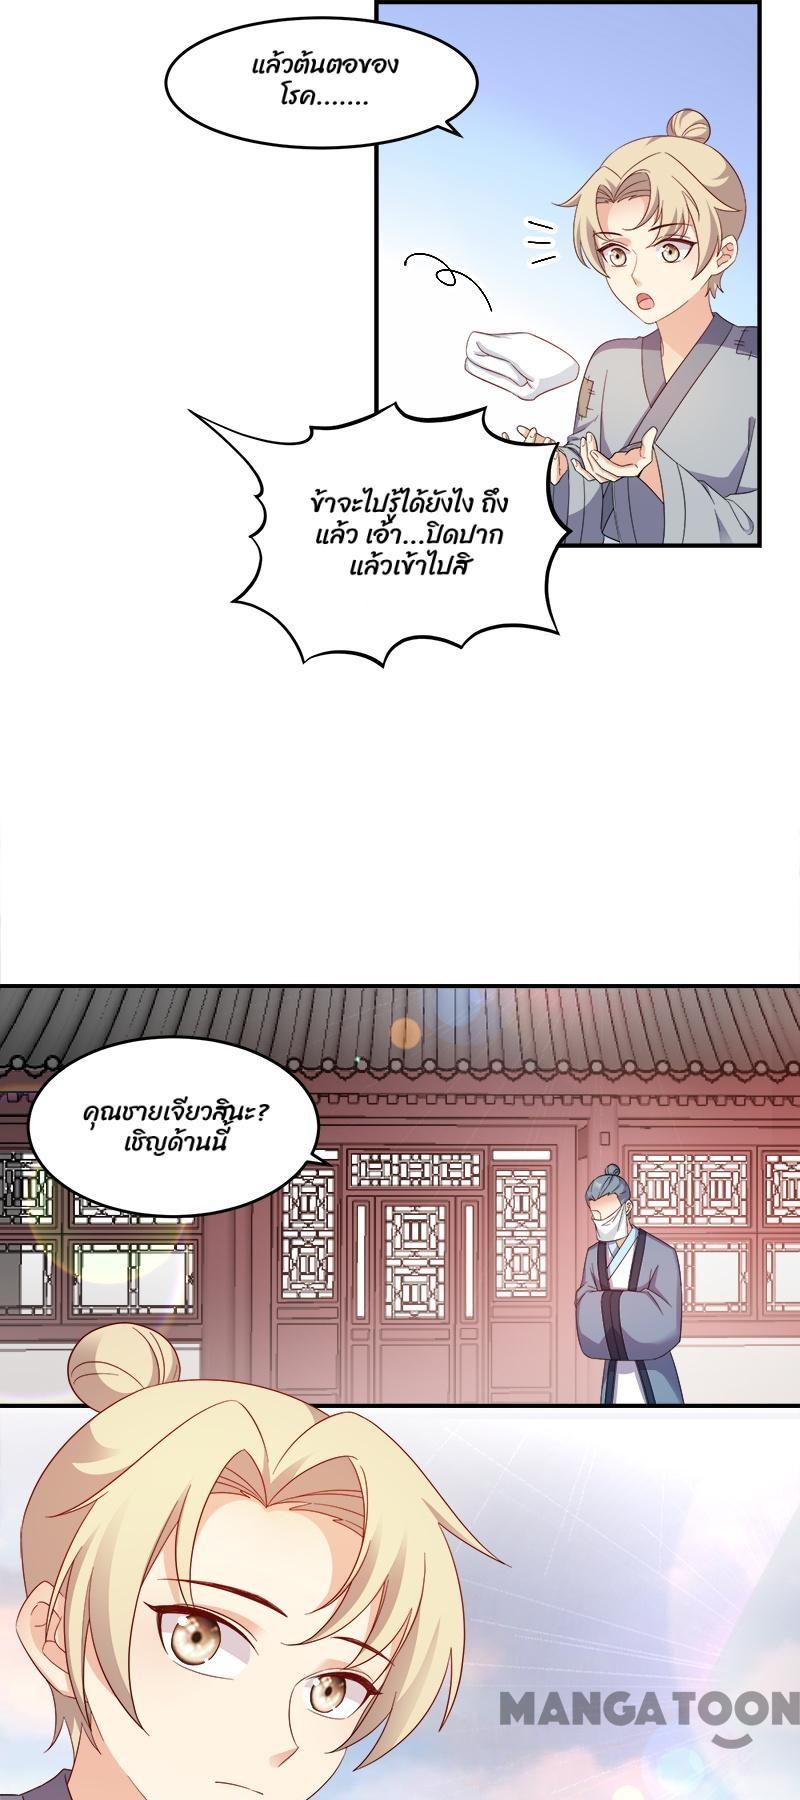 แล้วต้นตอของ
โรค.......
ข้าจะไปรู้ได้ยังไง ถึง
แล้ว เอ้า...ปิดปาก
แล้วเข้าไปสิ
คุณชายเจียวสินะ?
เชิญด้านนี้
MANGATOON